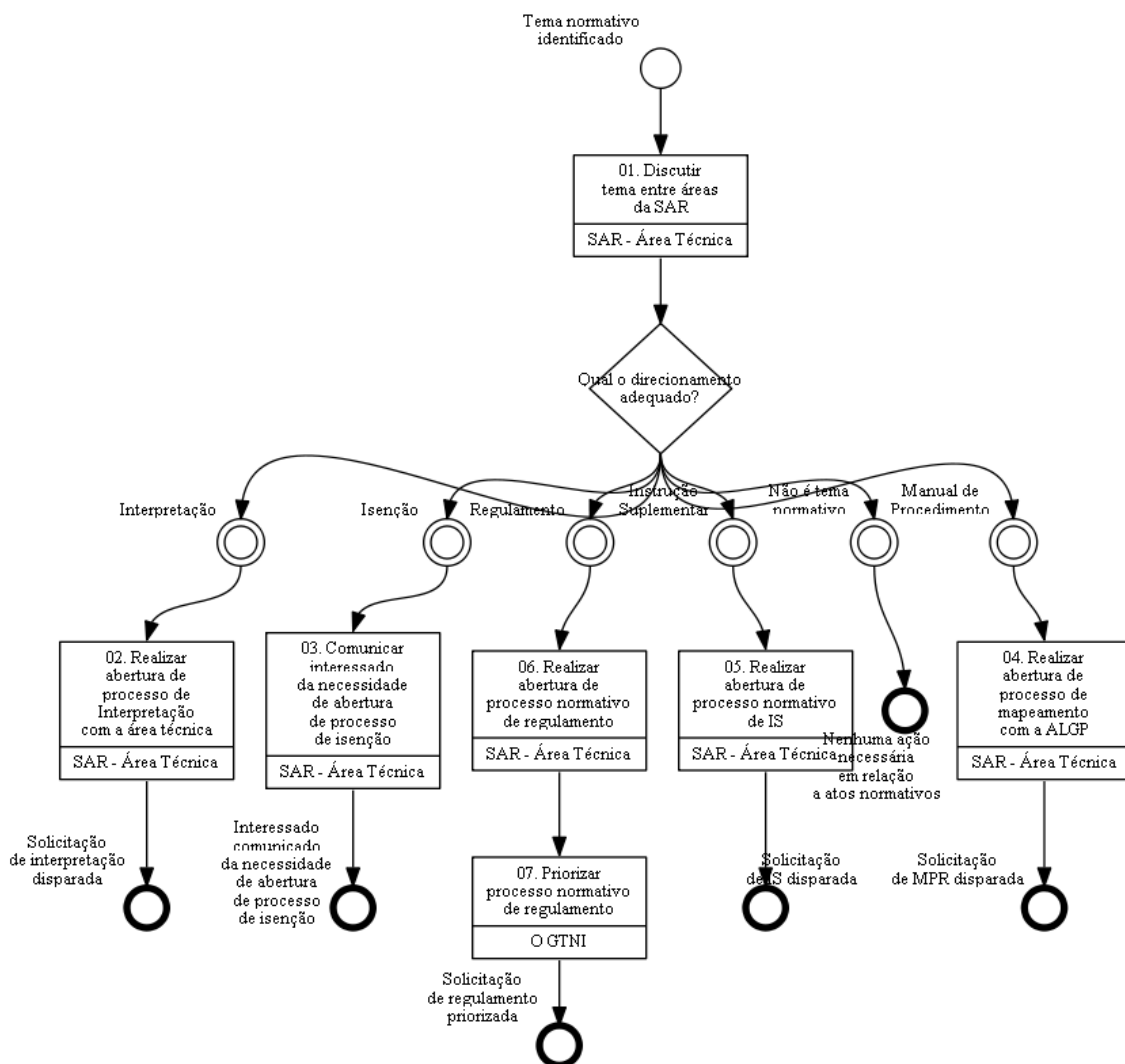 Tema normativo
identificado
01. Discutir
tema entre áreas
da SAR
SAR - Área Técnica
Qual o direcionamento
adequado?
Interpretação
Isenção
Regulamento
Instrução
Suplementar
Não é tema
normativo
Manual de
Procedimento
02. Realizar
abertura de
processo de
Interpretação
com a área técnica
SAR - Área Técnica
03. Comunicar
interessado
da necessidade
de abertura
de processo
de isenção
SAR - Área Técnica
06. Realizar
abertura de
processo normativo
de regulamento
SAR - Área Técnica
05. Realizar
abertura de
processo normativo
de IS
SAR - Área Técnica
Nenhuma ação
necessária
em relação
a atos normativos
04. Realizar
abertura de
processo de
mapeamento
com a ALGP
SAR - Área Técnica
Solicitação
de interpretação
disparada
Interessado
comunicado
da necessidade
de abertura
de processo
de isenção
07. Priorizar
processo normativo
de regulamento
O GTNI
Solicitação
de IS disparada
Solicitação
de MPR disparada
Solicitação
de regulamento
priorizada